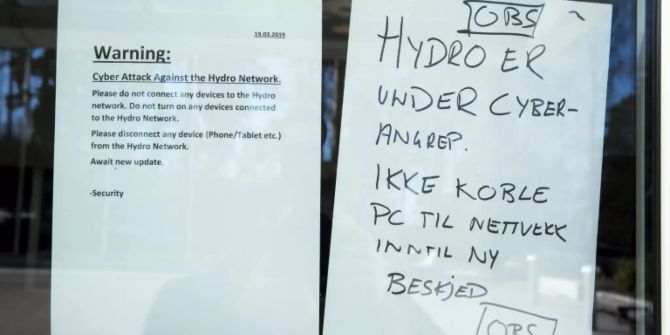 19.03.2019
Warning:
Cyber Attack Against the Hydro Network.
Please do not connect any devices to the Hydro
network. Do not turn on any devices connected
to the Hydro Network.
Please disconnect any device (Phone/Tablet etc.)
from the Hydro Network.
Await new update.
-Security
OBS
HYDRO ER
UNDER CYBER-
ANGREP.
IKKE KOBLE
PC TIL NETTVERK
INNTIL NY
BESKJED
OBS